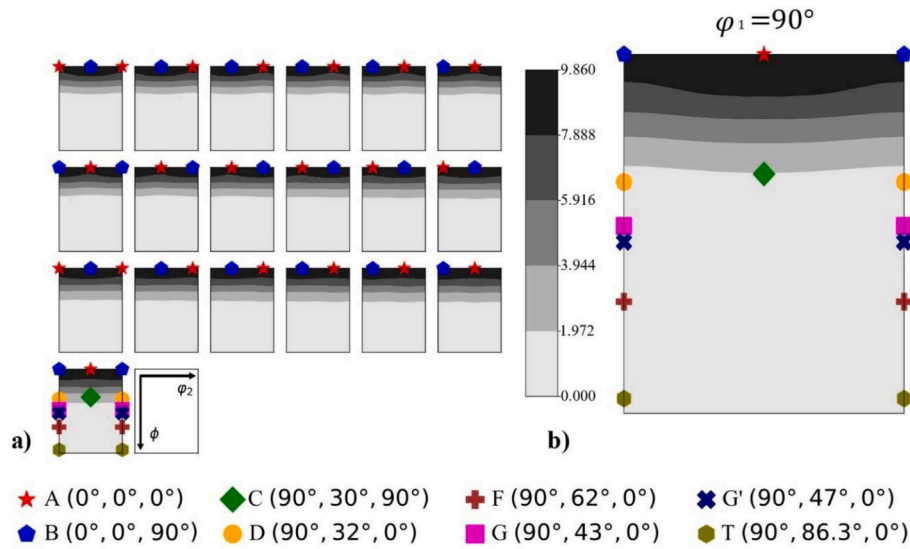 φ₁=90°
9.860
7.888
5.916
3.944
1.972
0.000
φ₂
ϕ
a)
b)
A (0°, 0°, 0°)
C (90°, 30°, 90°)
F (90°, 62°, 0°)
G' (90°, 47°, 0°)
B (0°, 0°, 90°)
D (90°, 32°, 0°)
G (90°, 43°, 0°)
T (90°, 86.3°, 0°)